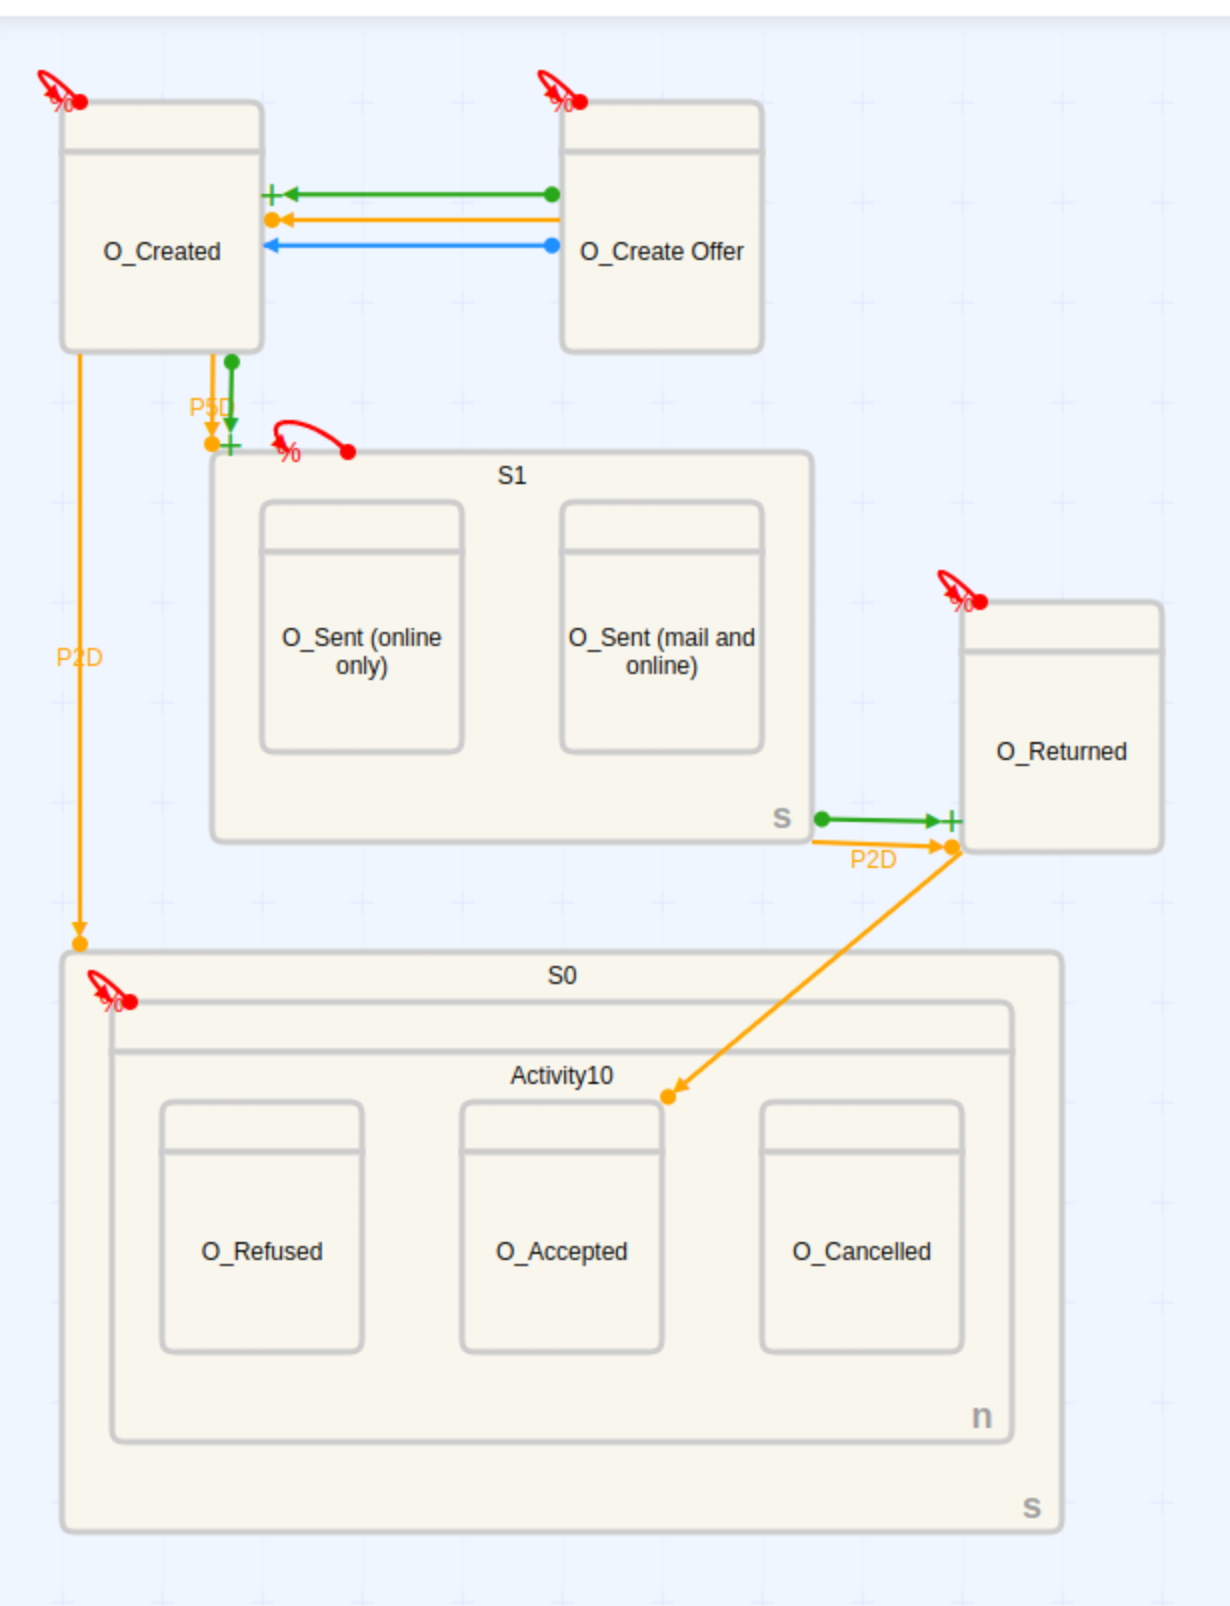 %
%
O_Created
O_Create Offer
P5D
%
S1
O_Sent (online
only)
O_Sent (mail and
online)
s
P2D
%
O_Returned
P2D
S0
%
Activity10
O_Refused
O_Accepted
O_Cancelled
n
s